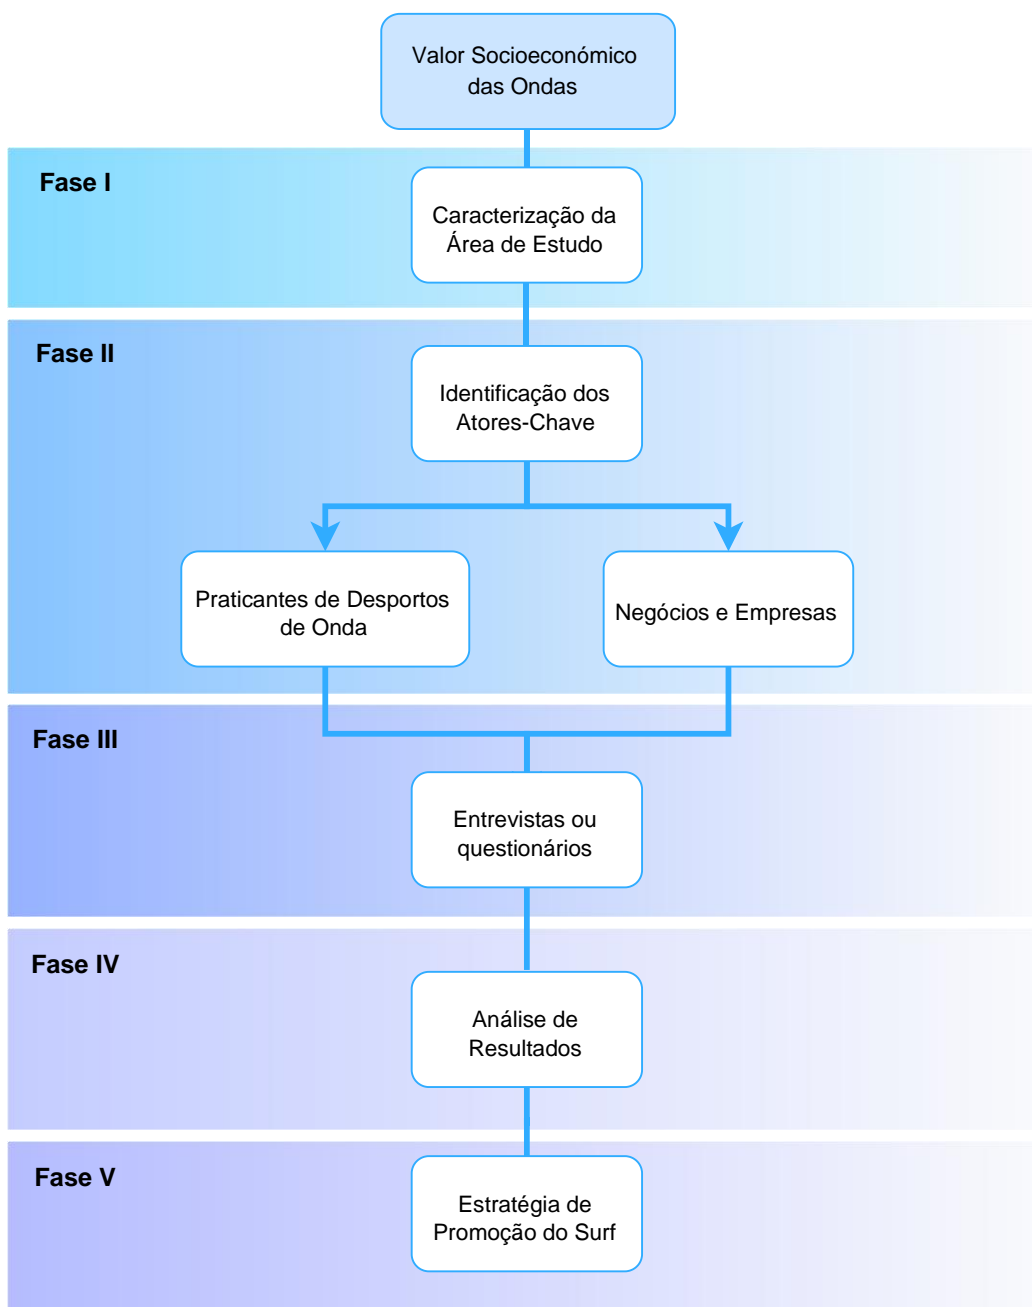 Valor Socioeconómico
das Ondas
Fase I
Caracterização da
Área de Estudo
Fase II
Identificação dos
Atores-Chave
Praticantes de Desportos
de Onda
Negócios e Empresas
Fase III
Entrevistas ou
questionários
Fase IV
Análise de
Resultados
Fase V
Estratégia de
Promoção do Surf